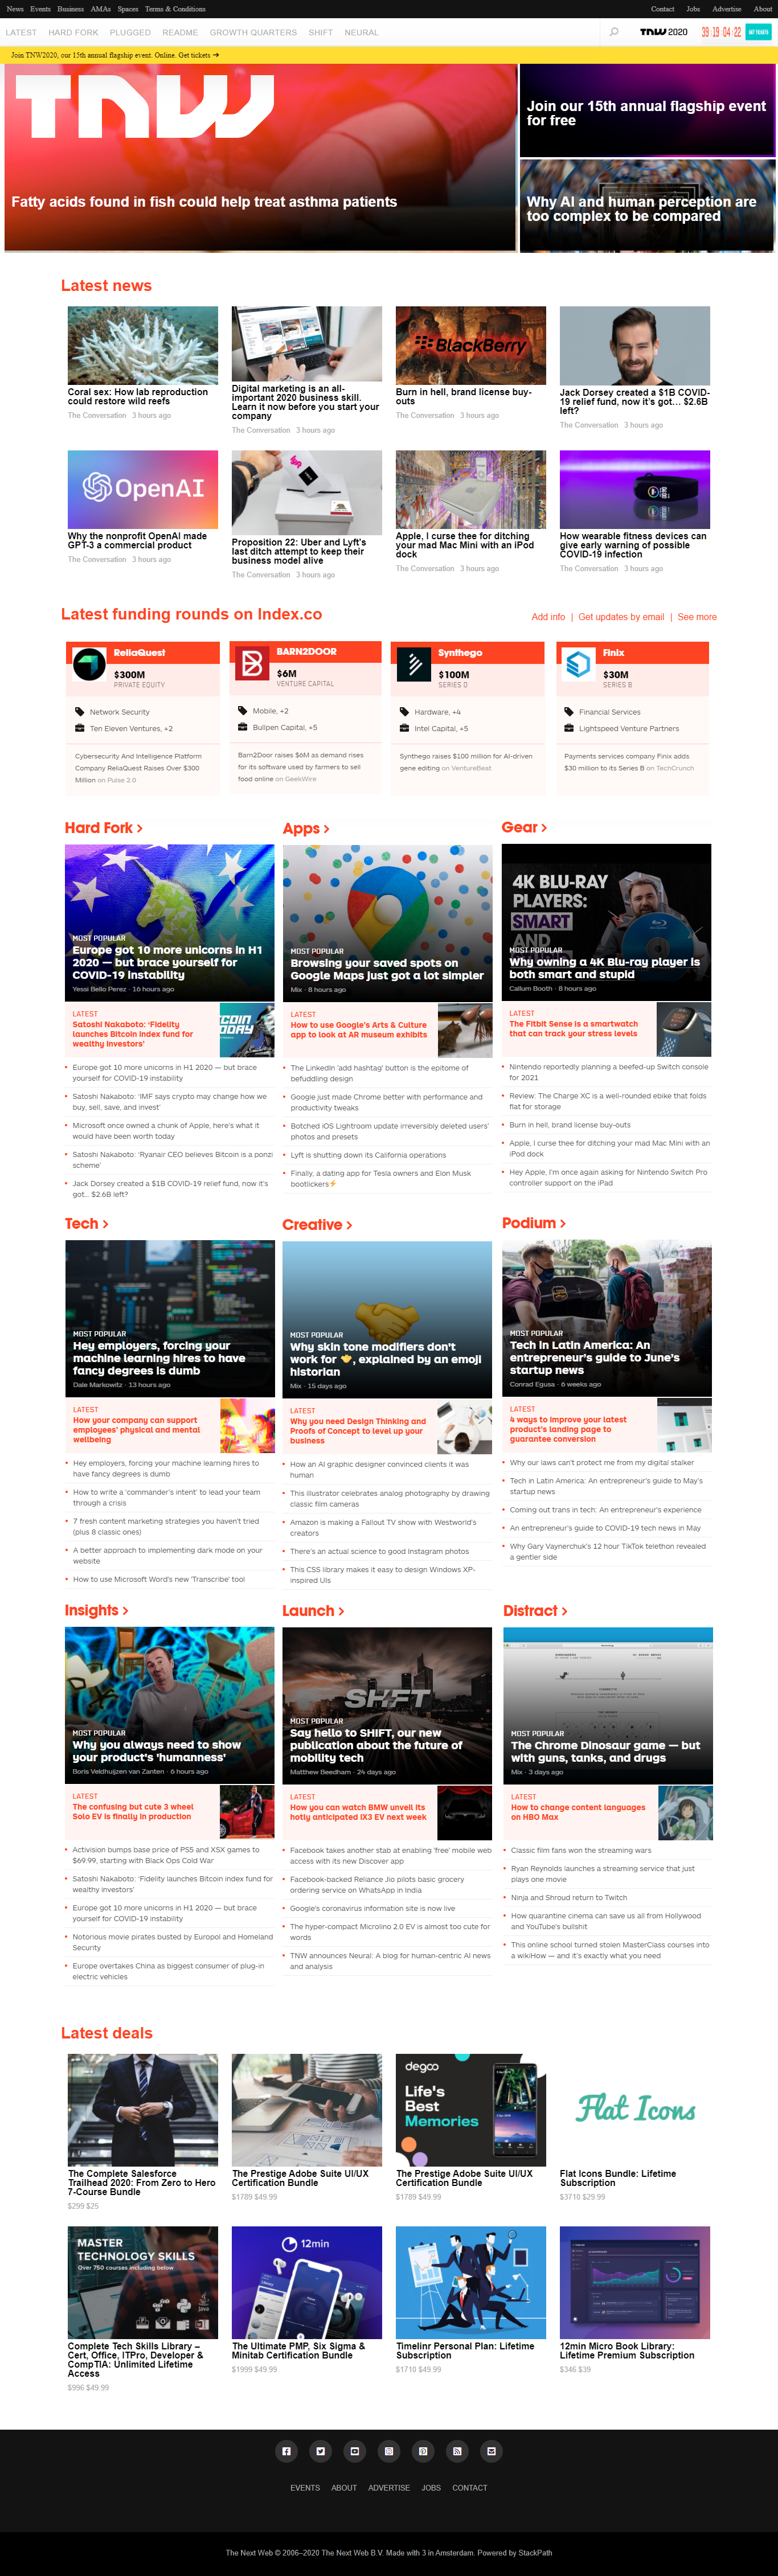 News Events Business AMAs Spaces Terms & Conditions
Contact Jobs Advertise About
LATEST HARD FORK PLUGGED README GROWTH QUARTERS SHIFT NEURAL
TNW 2020 39 : 19 : 04 : 22 GET TICKETS
Join TNW2020, our 15th annual flagship event. Online. Get tickets ➔
TNW
Fatty acids found in fish could help treat asthma patients
Join our 15th annual flagship event
for free
Why AI and human perception are
too complex to be compared
Latest news
BlackBerry
Coral sex: How lab reproduction
could restore wild reefs
The Conversation 3 hours ago
Digital marketing is an all-
important 2020 business skill.
Learn it now before you start your
company
The Conversation 3 hours ago
Burn in hell, brand license buy-
outs
The Conversation 3 hours ago
Jack Dorsey created a $1B COVID-
19 relief fund, now it's got… $2.6B
left?
The Conversation 3 hours ago
OpenAI
Why the nonprofit OpenAI made
GPT-3 a commercial product
The Conversation 3 hours ago
Proposition 22: Uber and Lyft's
last ditch attempt to keep their
business model alive
The Conversation 3 hours ago
Apple, I curse thee for ditching
your mad Mac Mini with an iPod
dock
The Conversation 3 hours ago
How wearable fitness devices can
give early warning of possible
COVID-19 infection
The Conversation 3 hours ago
Latest funding rounds on Index.co
Add info | Get updates by email | See more
ReliaQuest
$300M
PRIVATE EQUITY
Network Security
Ten Eleven Ventures, +2
Cybersecurity And Intelligence Platform
Company ReliaQuest Raises Over $300
Million on Pulse 2.0
BARN2DOOR
$6M
VENTURE CAPITAL
Mobile, +2
Bullpen Capital, +5
Barn2Door raises $6M as demand rises
for its software used by farmers to sell
food online on GeekWire
Synthego
$100M
SERIES D
Hardware, +4
Intel Capital, +5
Synthego raises $100 million for AI-driven
gene editing on VentureBeat
Finix
$30M
SERIES B
Financial Services
Lightspeed Venture Partners
Payments services company Finix adds
$30 million to its Series B on TechCrunch
Hard Fork
MOST POPULAR
Europe got 10 more unicorns in H1
2020 — but brace yourself for
COVID-19 instability
Yessi Bello Perez · 16 hours ago
LATEST
Satoshi Nakaboto: 'Fidelity
launches Bitcoin index fund for
wealthy investors'
COIN
ODAY
Europe got 10 more unicorns in H1 2020 — but brace
yourself for COVID-19 instability
Satoshi Nakaboto: 'IMF says crypto may change how we
buy, sell, save, and invest'
Microsoft once owned a chunk of Apple, here's what it
would have been worth today
Satoshi Nakaboto: 'Ryanair CEO believes Bitcoin is a ponzi
scheme'
Jack Dorsey created a $1B COVID-19 relief fund, now it's
got… $2.6B left?
Apps
MOST POPULAR
Browsing your saved spots on
Google Maps just got a lot simpler
Mix · 8 hours ago
LATEST
How to use Google's Arts & Culture
app to look at AR museum exhibits
The LinkedIn 'add hashtag' button is the epitome of
befuddling design
Google just made Chrome better with performance and
productivity tweaks
Botched iOS Lightroom update irreversibly deleted users'
photos and presets
Lyft is shutting down its California operations
Finally, a dating app for Tesla owners and Elon Musk
bootlickers⚡
Gear
4K BLU-RAY
PLAYERS:
SMART
AND
MOST POPULAR
Why owning a 4K Blu-ray player is
both smart and stupid
Callum Booth · 8 hours ago
LATEST
The Fitbit Sense is a smartwatch
that can track your stress levels
Nintendo reportedly planning a beefed-up Switch console
for 2021
Review: The Charge XC is a well-rounded ebike that folds
flat for storage
Burn in hell, brand license buy-outs
Apple, I curse thee for ditching your mad Mac Mini with an
iPod dock
Hey Apple, I'm once again asking for Nintendo Switch Pro
controller support on the iPad
Tech
MOST POPULAR
Hey employers, forcing your
machine learning hires to have
fancy degrees is dumb
Dale Markowitz · 13 hours ago
LATEST
How your company can support
employees' physical and mental
wellbeing
Hey employers, forcing your machine learning hires to
have fancy degrees is dumb
How to write a 'commander's intent' to lead your team
through a crisis
7 fresh content marketing strategies you haven't tried
(plus 8 classic ones)
A better approach to implementing dark mode on your
website
How to use Microsoft Word's new 'Transcribe' tool
Creative
MOST POPULAR
Why skin tone modifiers don't
work for 🤝, explained by an emoji
historian
Mix · 15 days ago
LATEST
Why you need Design Thinking and
Proofs of Concept to level up your
business
How an AI graphic designer convinced clients it was
human
This illustrator celebrates analog photography by drawing
classic film cameras
Amazon is making a Fallout TV show with Westworld's
creators
There's an actual science to good Instagram photos
This CSS library makes it easy to design Windows XP-
inspired UIs
Podium
MOST POPULAR
Tech in Latin America: An
entrepreneur's guide to June's
startup news
Conrad Egusa · 6 weeks ago
LATEST
4 ways to improve your latest
product's landing page to
guarantee conversion
Why our laws can't protect me from my digital stalker
Tech in Latin America: An entrepreneur's guide to May's
startup news
Coming out trans in tech: An entrepreneur's experience
An entrepreneur's guide to COVID-19 tech news in May
Why Gary Vaynerchuk's 12 hour TikTok telethon revealed
a gentler side
Insights
MOST POPULAR
Why you always need to show
your product's 'humanness'
Boris Veldhuijzen van Zanten · 6 hours ago
LATEST
The confusing but cute 3 wheel
Solo EV is finally in production
Activision bumps base price of PS5 and XSX games to
$69.99, starting with Black Ops Cold War
Satoshi Nakaboto: 'Fidelity launches Bitcoin index fund for
wealthy investors'
Europe got 10 more unicorns in H1 2020 — but brace
yourself for COVID-19 instability
Notorious movie pirates busted by Europol and Homeland
Security
Europe overtakes China as biggest consumer of plug-in
electric vehicles
Launch
SHIFT
MOST POPULAR
Say hello to SHIFT, our new
publication about the future of
mobility tech
Matthew Beedham · 24 days ago
LATEST
How you can watch BMW unveil its
hotly anticipated iX3 EV next week
Facebook takes another stab at enabling 'free' mobile web
access with its new Discover app
Facebook-backed Reliance Jio pilots basic grocery
ordering service on WhatsApp in India
Google's coronavirus information site is now live
The hyper-compact Microlino 2.0 EV is almost too cute for
words
TNW announces Neural: A blog for human-centric AI news
and analysis
Distract
MOST POPULAR
The Chrome Dinosaur game — but
with guns, tanks, and drugs
Mix · 3 days ago
LATEST
How to change content languages
on HBO Max
Classic film fans won the streaming wars
Ryan Reynolds launches a streaming service that just
plays one movie
Ninja and Shroud return to Twitch
How quarantine cinema can save us all from Hollywood
and YouTube's bullshit
This online school turned stolen MasterClass courses into
a wikiHow — and it's exactly what you need
Latest deals
degoo
Life's
Best
Memories
Flat Icons
The Complete Salesforce
Trailhead 2020: From Zero to Hero
7-Course Bundle
$299 $25
The Prestige Adobe Suite UI/UX
Certification Bundle
$1789 $49.99
The Prestige Adobe Suite UI/UX
Certification Bundle
$1789 $49.99
Flat Icons Bundle: Lifetime
Subscription
$3710 $29.99
MASTER
TECHNOLOGY SKILLS
Over 750 courses including below
12min
Complete Tech Skills Library –
Cert, Office, ITPro, Developer &
CompTIA: Unlimited Lifetime
Access
$996 $49.99
The Ultimate PMP, Six Sigma &
Minitab Certification Bundle
$1999 $49.99
Timelinr Personal Plan: Lifetime
Subscription
$1710 $49.99
12min Micro Book Library:
Lifetime Premium Subscription
$346 $39
EVENTS ABOUT ADVERTISE JOBS CONTACT
The Next Web © 2006–2020 The Next Web B.V. Made with 3 in Amsterdam. Powered by StackPath